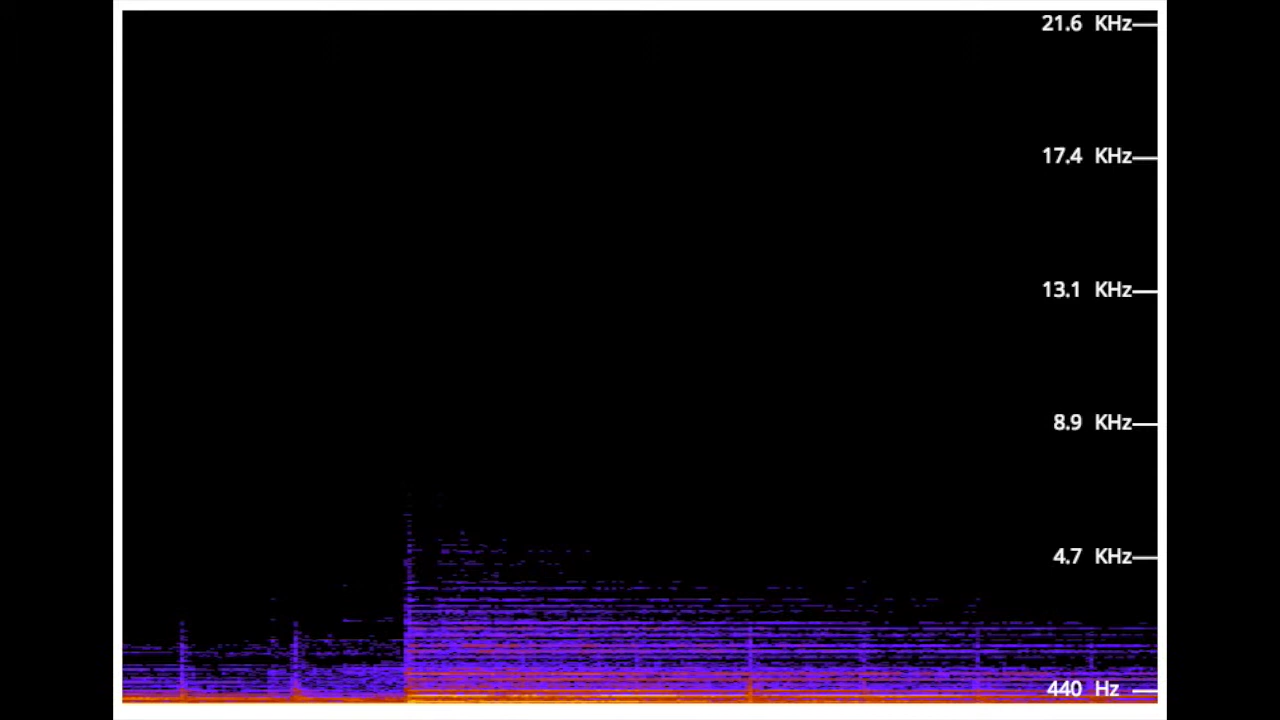 21.6 KHz
17.4 KHz
13.1 KHz
8.9 KHz
4.7 KHz
440 Hz